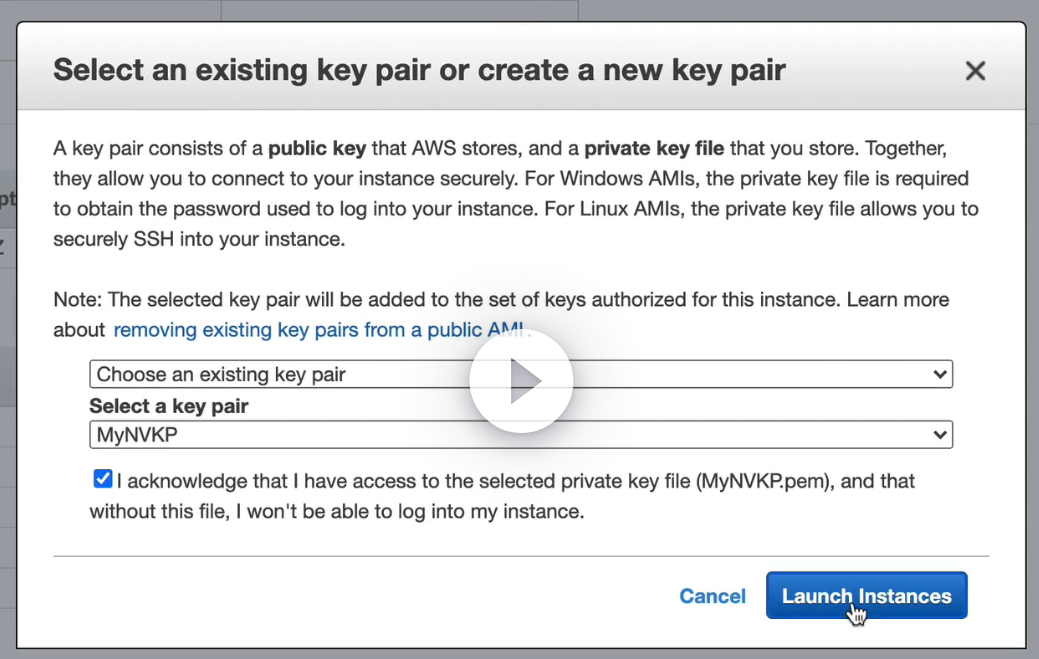 Select an existing key pair or create a new key pair
A key pair consists of a public key that AWS stores, and a private key file that you store. Together,
they allow you to connect to your instance securely. For Windows AMIs, the private key file is required
to obtain the password used to log into your instance. For Linux AMIs, the private key file allows you to
securely SSH into your instance.
Note: The selected key pair will be added to the set of keys authorized for this instance. Learn more
about removing existing key pairs from a public AMI.
Choose an existing key pair
Select a key pair
MyNVKP
I acknowledge that I have access to the selected private key file (MyNVKP.pem), and that
without this file, I won't be able to log into my instance.
Cancel Launch Instances